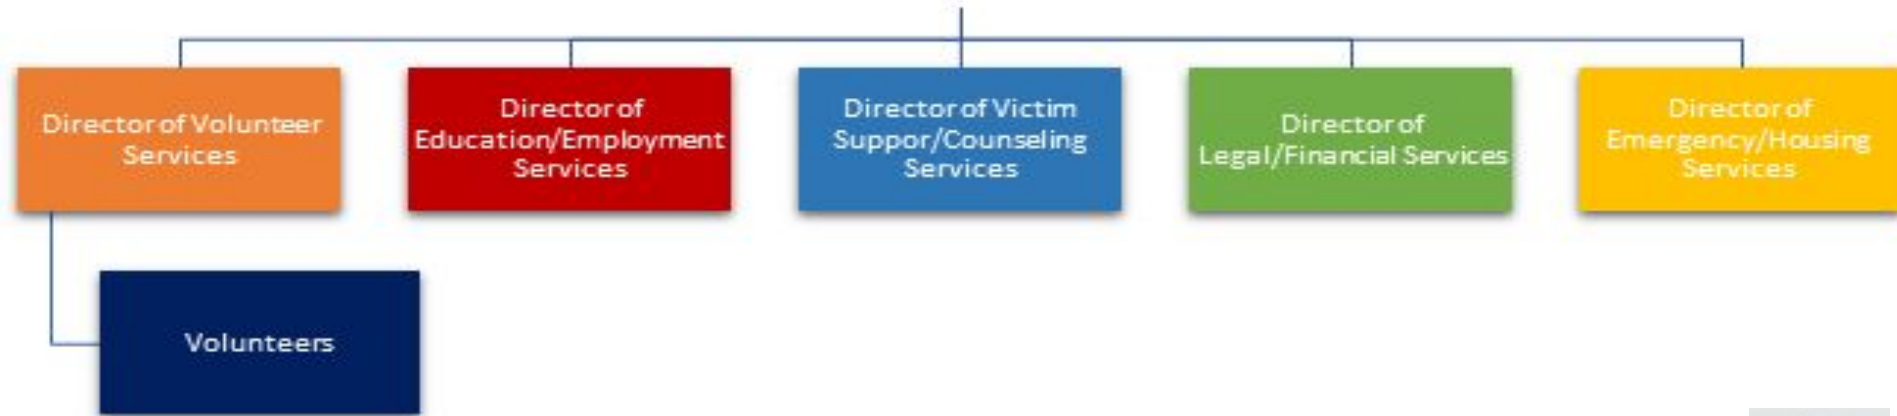 Director of Volunteer
Services
Director of
Education/Employment
Services
Director of Victim
Suppor/Counseling
Services
Director of
Legal/Financial Services
Director of
Emergency/Housing
Services
Volunteers